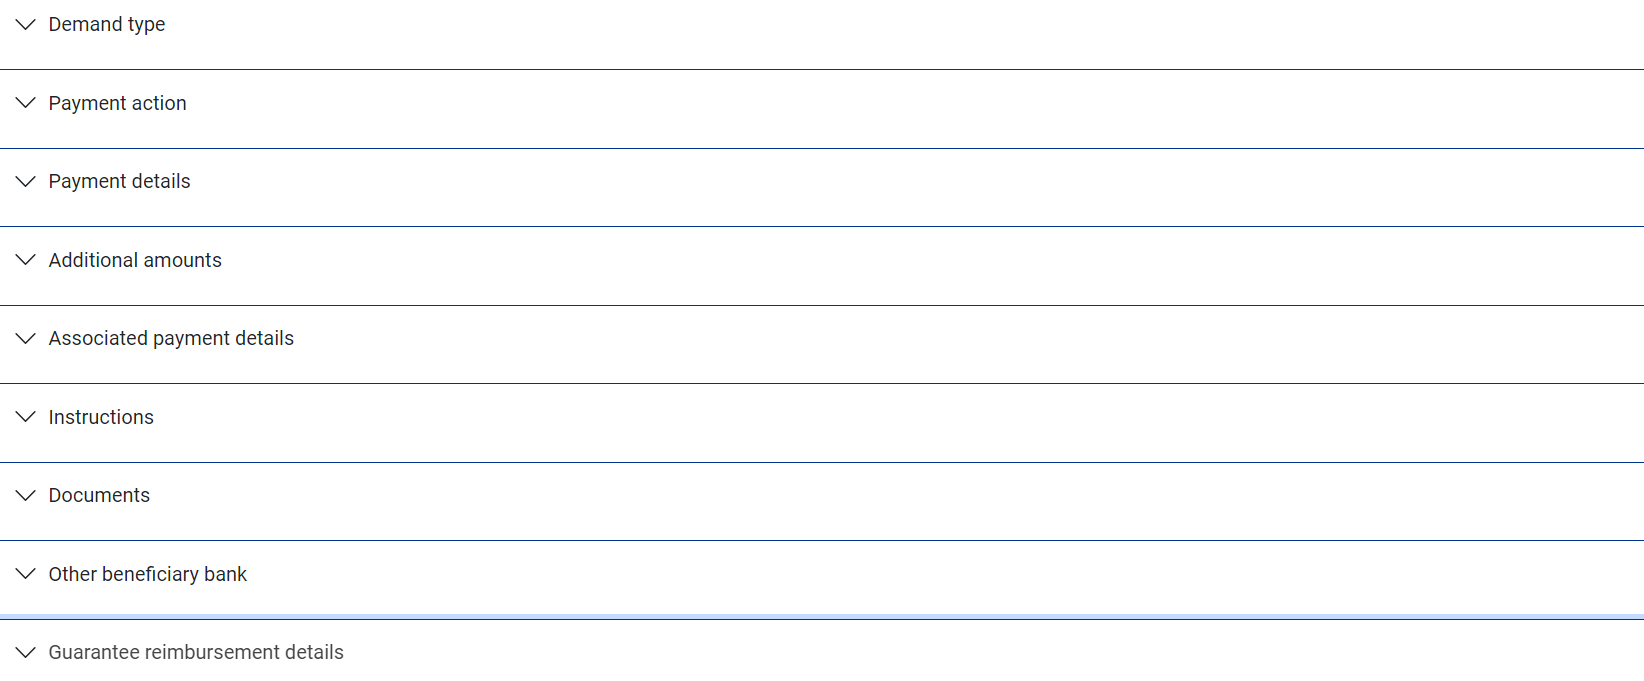 Demand type
Payment action
Payment details
Additional amounts
Associated payment details
Instructions
Documents
Other beneficiary bank
Guarantee reimbursement details